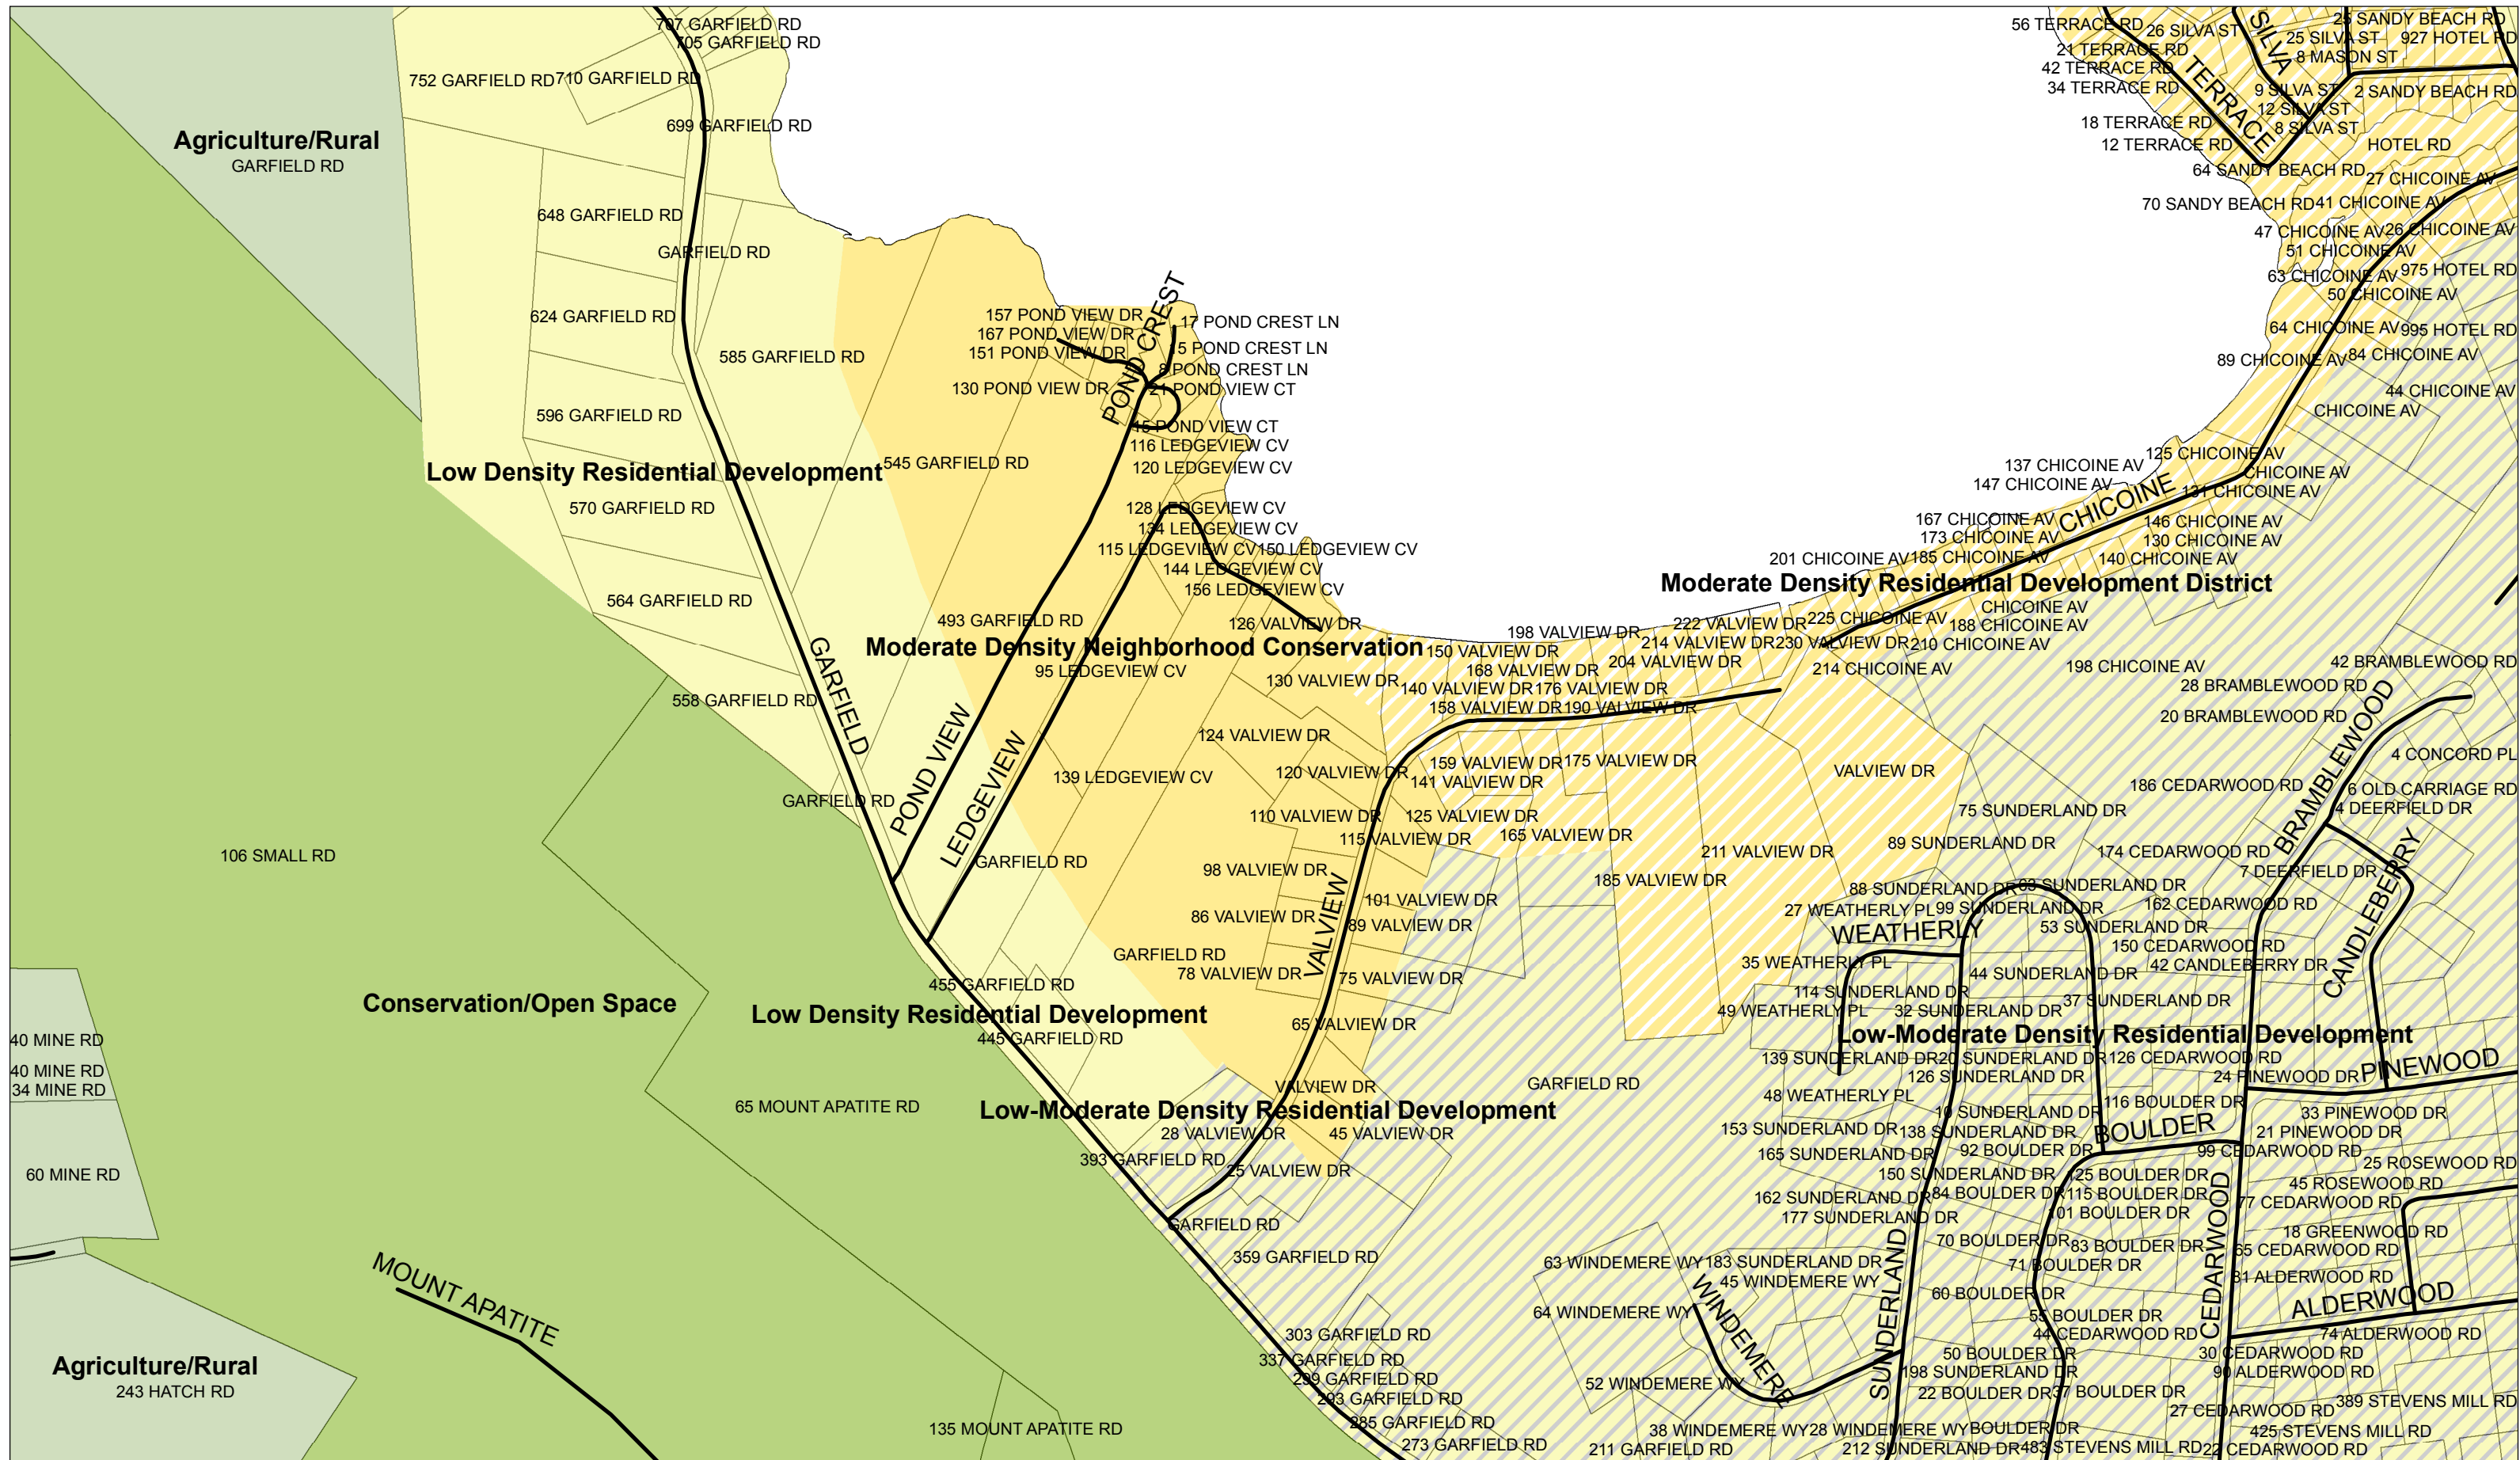 707 GARFIELD RD
705 GARFIELD RD
752 GARFIELD RD
710 GARFIELD RD
699 GARFIELD RD
Agriculture/Rural
GARFIELD RD
648 GARFIELD RD
GARFIELD RD
624 GARFIELD RD
585 GARFIELD RD
596 GARFIELD RD
Low Density Residential Development
545 GARFIELD RD
570 GARFIELD RD
564 GARFIELD RD
493 GARFIELD RD
558 GARFIELD RD
GARFIELD
GARFIELD RD
157 POND VIEW DR
167 POND VIEW DR
151 POND VIEW DR
130 POND VIEW DR
POND CREST
17 POND CREST LN
15 POND CREST LN
8 POND CREST LN
21 POND VIEW CT
15 POND VIEW CT
116 LEDGEVIEW CV
120 LEDGEVIEW CV
128 LEDGEVIEW CV
134 LEDGEVIEW CV
115 LEDGEVIEW CV
150 LEDGEVIEW CV
144 LEDGEVIEW CV
156 LEDGEVIEW CV
126 VALVIEW DR
Moderate Density Neighborhood Conservation
95 LEDGEVIEW CV
130 VALVIEW DR
POND VIEW
LEDGEVIEW
124 VALVIEW DR
139 LEDGEVIEW CV
120 VALVIEW DR
110 VALVIEW DR
115 VALVIEW DR
GARFIELD RD
98 VALVIEW DR
86 VALVIEW DR
GARFIELD RD
78 VALVIEW DR
VALVIEW
101 VALVIEW DR
89 VALVIEW DR
75 VALVIEW DR
65 VALVIEW DR
455 GARFIELD RD
Low Density Residential Development
445 GARFIELD RD
VALVIEW DR
Low-Moderate Density Residential Development
28 VALVIEW DR
45 VALVIEW DR
393 GARFIELD RD
25 VALVIEW DR
GARFIELD RD
359 GARFIELD RD
303 GARFIELD RD
337 GARFIELD RD
299 GARFIELD RD
293 GARFIELD RD
285 GARFIELD RD
273 GARFIELD RD
211 GARFIELD RD
106 SMALL RD
Conservation/Open Space
65 MOUNT APATITE RD
40 MINE RD
40 MINE RD
34 MINE RD
60 MINE RD
MOUNT APATITE
Agriculture/Rural
243 HATCH RD
135 MOUNT APATITE RD
56 TERRACE RD
26 SILVA ST
SILVA
25 SANDY BEACH RD
25 SILVA ST
927 HOTEL RD
21 TERRACE RD
8 MASON ST
42 TERRACE RD
34 TERRACE RD
TERRACE
9 SILVA ST
2 SANDY BEACH RD
12 SILVA ST
18 TERRACE RD
8 SILVA ST
12 TERRACE RD
HOTEL RD
64 SANDY BEACH RD
27 CHICOINE AV
70 SANDY BEACH RD
41 CHICOINE AV
47 CHICOINE AV
26 CHICOINE AV
51 CHICOINE AV
63 CHICOINE AV
975 HOTEL RD
50 CHICOINE AV
64 CHICOINE AV
995 HOTEL RD
89 CHICOINE AV
84 CHICOINE AV
44 CHICOINE AV
CHICOINE AV
125 CHICOINE AV
137 CHICOINE AV
CHICOINE AV
147 CHICOINE AV
131 CHICOINE AV
CHICOINE
167 CHICOINE AV
146 CHICOINE AV
173 CHICOINE AV
130 CHICOINE AV
201 CHICOINE AV
185 CHICOINE AV
140 CHICOINE AV
Moderate Density Residential Development District
CHICOINE AV
222 VALVIEW DR
225 CHICOINE AV
188 CHICOINE AV
198 VALVIEW DR
214 VALVIEW DR
230 VALVIEW DR
210 CHICOINE AV
150 VALVIEW DR
168 VALVIEW DR
204 VALVIEW DR
214 CHICOINE AV
198 CHICOINE AV
140 VALVIEW DR
176 VALVIEW DR
158 VALVIEW DR
190 VALVIEW DR
42 BRAMBLEWOOD RD
28 BRAMBLEWOOD RD
20 BRAMBLEWOOD RD
BRAMBLEWOOD
159 VALVIEW DR
175 VALVIEW DR
141 VALVIEW DR
VALVIEW DR
125 VALVIEW DR
165 VALVIEW DR
211 VALVIEW DR
185 VALVIEW DR
4 CONCORD PL
186 CEDARWOOD RD
6 OLD CARRIAGE RD
4 DEERFIELD DR
75 SUNDERLAND DR
89 SUNDERLAND DR
174 CEDARWOOD RD
7 DEERFIELD DR
CANDLEBERRY
88 SUNDERLAND DR
63 SUNDERLAND DR
162 CEDARWOOD RD
27 WEATHERLY PL
99 SUNDERLAND DR
WEATHERLY
53 SUNDERLAND DR
150 CEDARWOOD RD
35 WEATHERLY PL
44 SUNDERLAND DR
42 CANDLEBERRY DR
114 SUNDERLAND DR
37 SUNDERLAND DR
49 WEATHERLY PL
32 SUNDERLAND DR
Low-Moderate Density Residential Development
139 SUNDERLAND DR
20 SUNDERLAND DR
126 CEDARWOOD RD
PINEWOOD
126 SUNDERLAND DR
24 PINEWOOD DR
GARFIELD RD
48 WEATHERLY PL
116 BOULDER DR
10 SUNDERLAND DR
33 PINEWOOD DR
153 SUNDERLAND DR
138 SUNDERLAND DR
BOULDER
21 PINEWOOD DR
165 SUNDERLAND DR
92 BOULDER DR
99 CEDARWOOD RD
25 ROSEWOOD RD
150 SUNDERLAND DR
125 BOULDER DR
45 ROSEWOOD RD
162 SUNDERLAND DR
84 BOULDER DR
115 BOULDER DR
77 CEDARWOOD RD
177 SUNDERLAND DR
101 BOULDER DR
CEDARWOOD
18 GREENWOOD RD
70 BOULDER DR
83 BOULDER DR
65 CEDARWOOD RD
63 WINDEMERE WY
183 SUNDERLAND DR
71 BOULDER DR
45 WINDEMERE WY
31 ALDERWOOD RD
60 BOULDER DR
ALDERWOOD
64 WINDEMERE WY
WINDEMERE
SUNDERLAND
55 BOULDER DR
44 CEDARWOOD RD
74 ALDERWOOD RD
50 BOULDER DR
30 CEDARWOOD RD
198 SUNDERLAND DR
90 ALDERWOOD RD
52 WINDEMERE WY
22 BOULDER DR
37 BOULDER DR
389 STEVENS MILL RD
27 CEDARWOOD RD
38 WINDEMERE WY
28 WINDEMERE WY
BOULDER DR
425 STEVENS MILL RD
212 SUNDERLAND DR
483 STEVENS MILL RD
22 CEDARWOOD RD